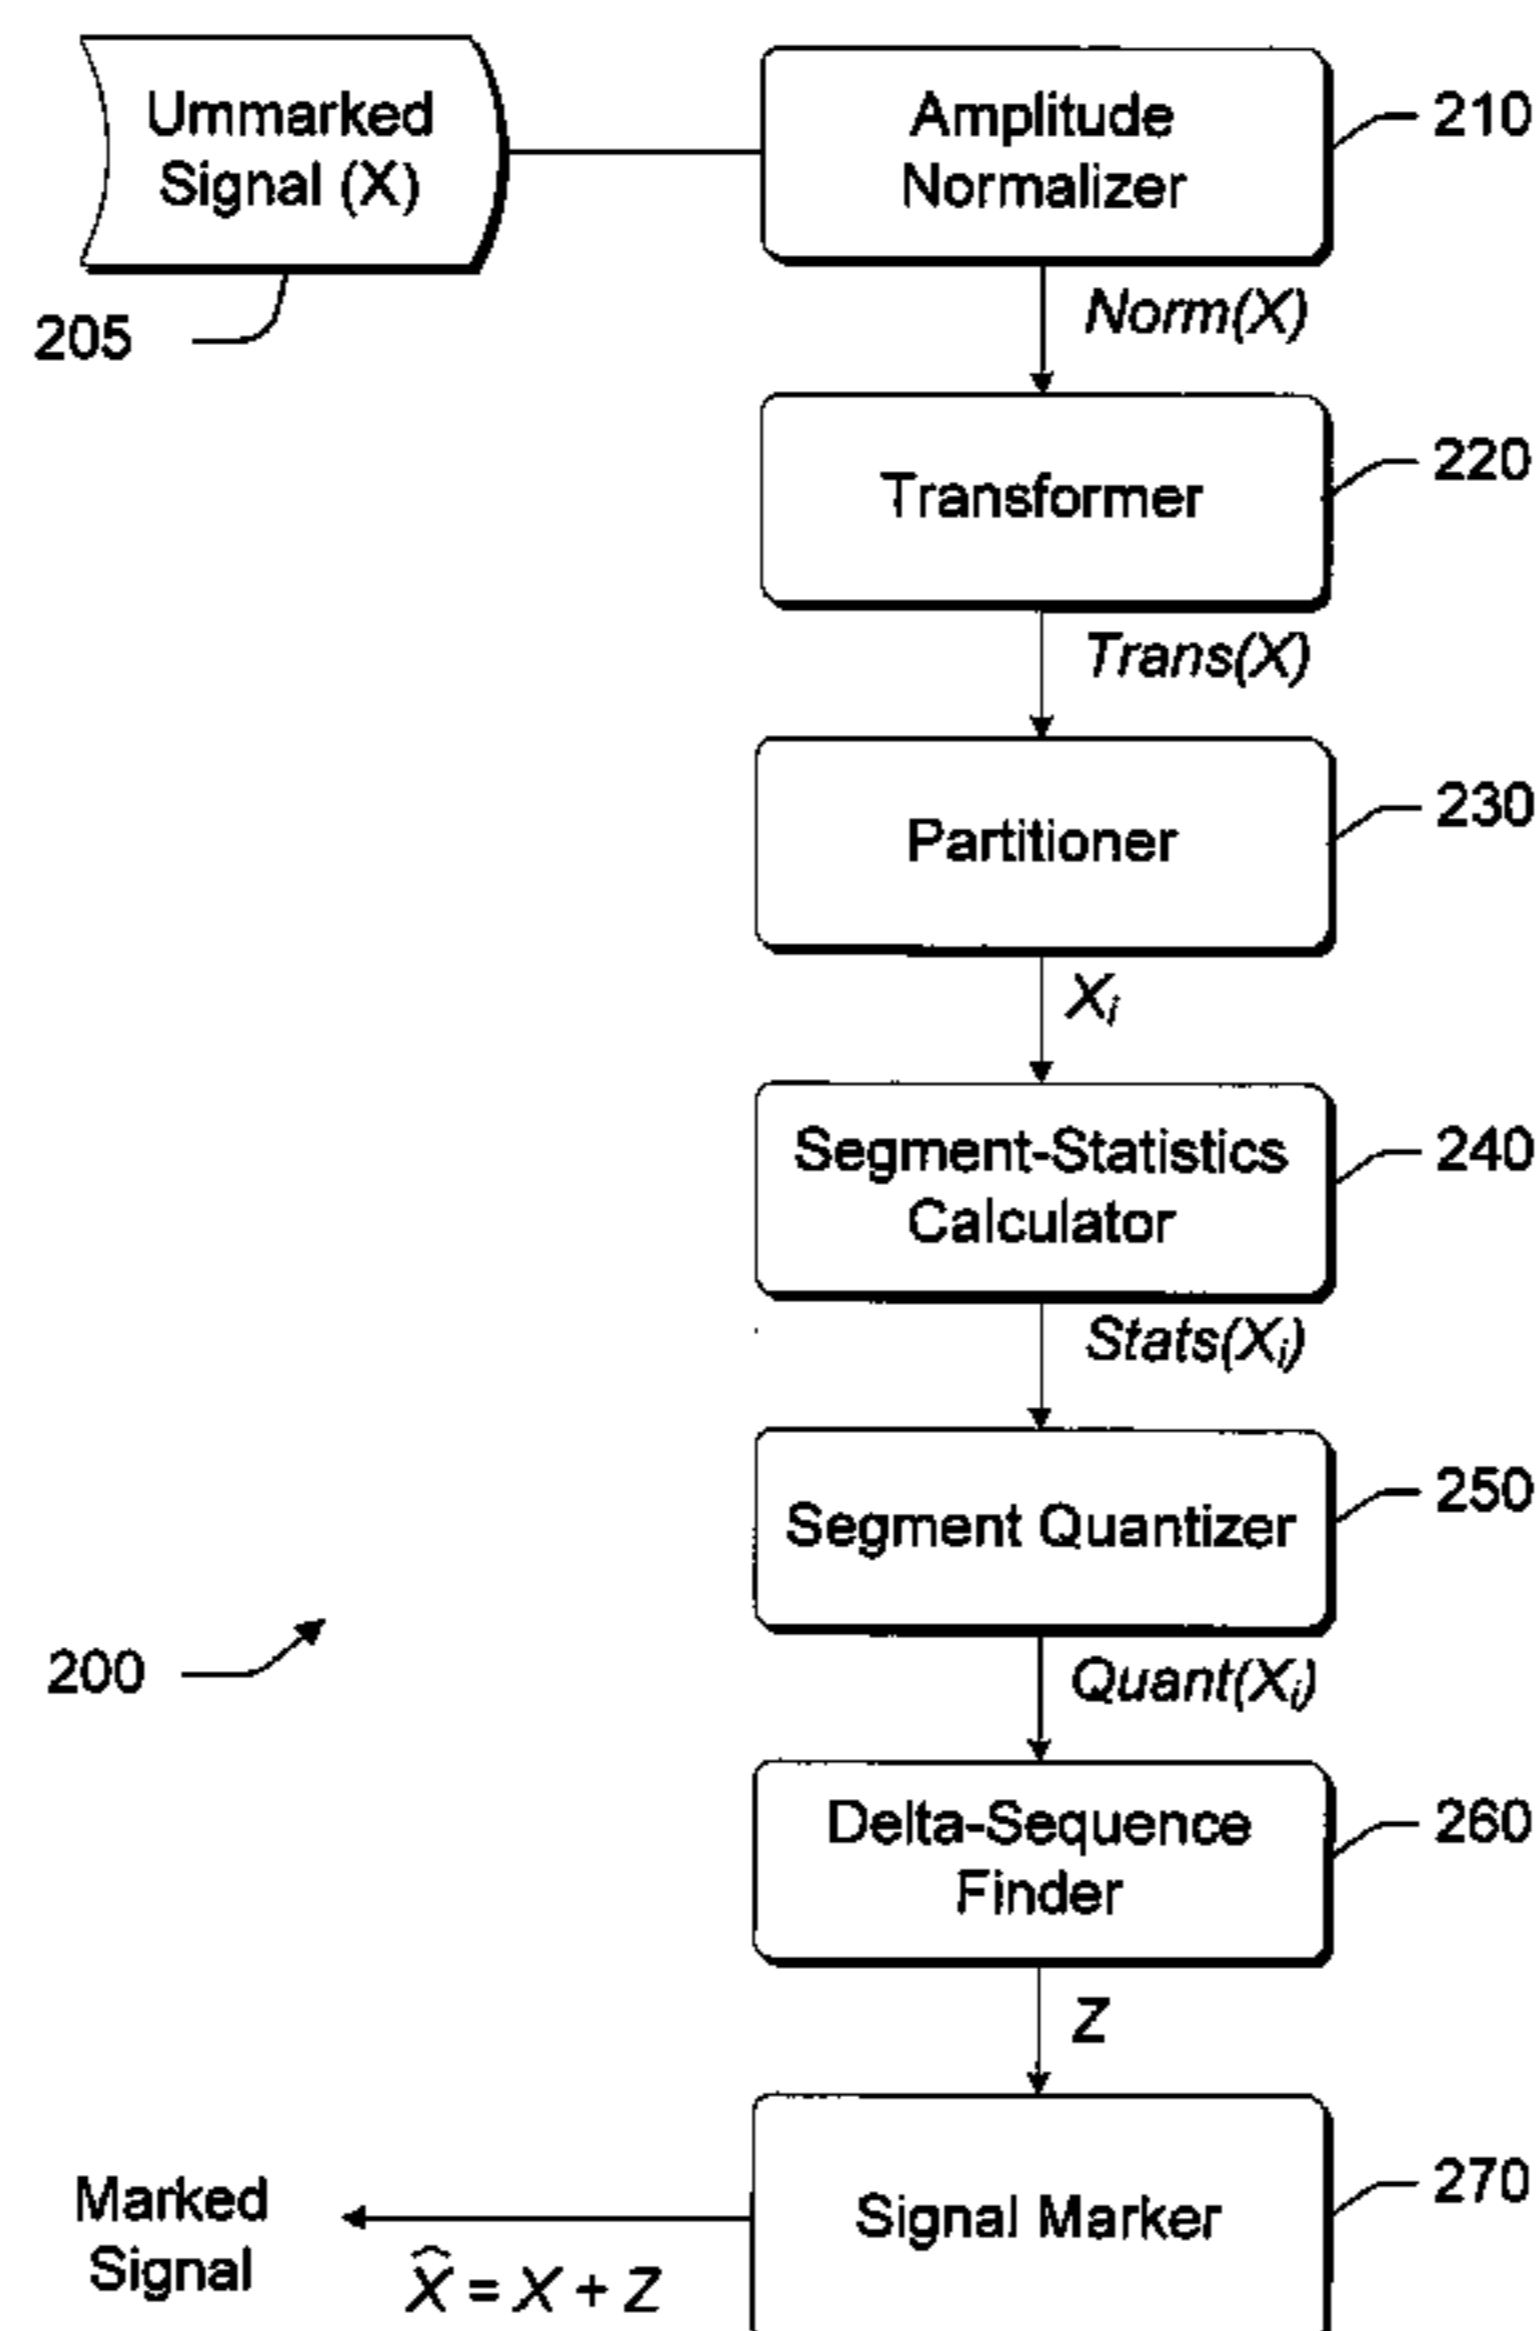 Ummarked
Signal (X)
205
Amplitude
Normalizer
210
Norm(X)
Transformer
220
Trans(X)
Partitioner
230
Xi
Segment-Statistics
Calculator
240
Stats(Xi)
Segment Quantizer
250
200
Quant(Xi)
Delta-Sequence
Finder
260
Z
Signal Marker
270
Marked
Signal
X̂ = X + Z